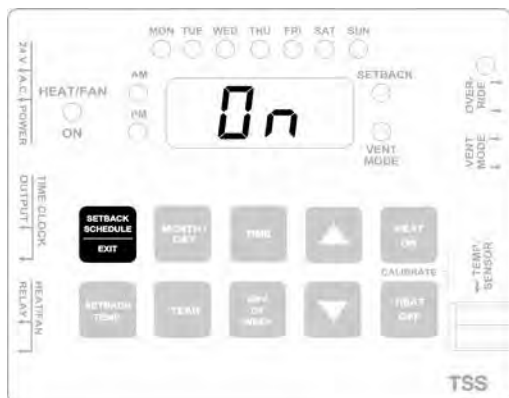 MON TUE WED THU FRI SAT SUN
24 V. A.C. POWER
HEAT/FAN
ON
AM
PM
On
SETBACK
VENT
MODE
OVER-
RIDE
VENT
MODE
TIME CLOCK
OUTPUT
SETBACK
SCHEDULE
EXIT
MONTH /
DAY
TIME
HEAT
ON
CALIBRATE
TEMP.
SENSOR
HEAT/FAN
RELAY
SETBACK
TEMP
YEAR
DAY
OF
WEEK
HEAT
OFF
TSS